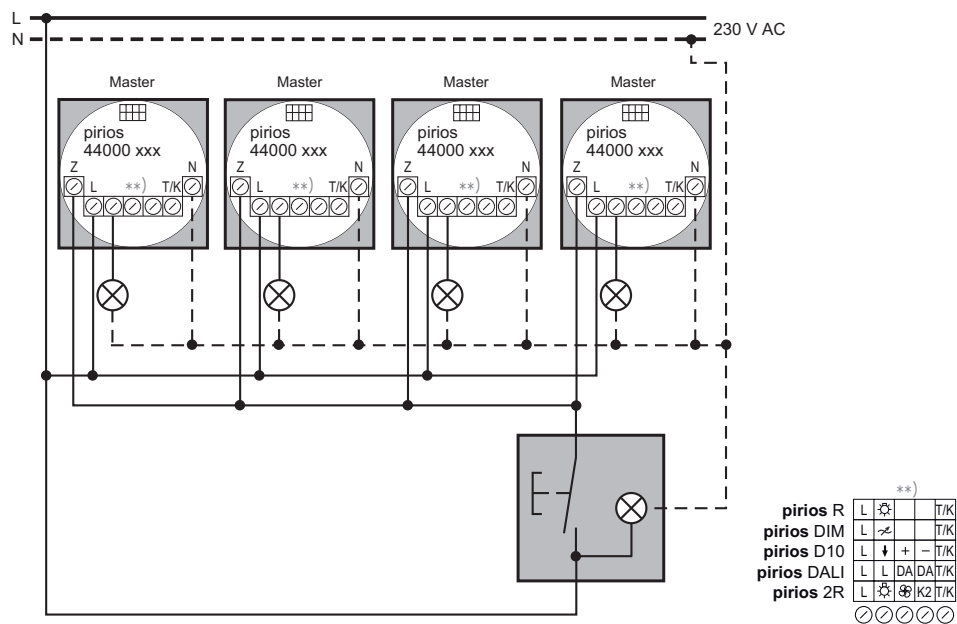 L
N
230 V AC
Master Master Master Master
pirios pirios pirios pirios
44000 xxx 44000 xxx 44000 xxx 44000 xxx
Z N Z N Z N Z N
L **) T/K L **) T/K L **) T/K L **) T/K
**)
pirios R L T/K
pirios DIM L T/K
pirios D10 L + – T/K
pirios DALI L L DA DA T/K
pirios 2R L K2 T/K